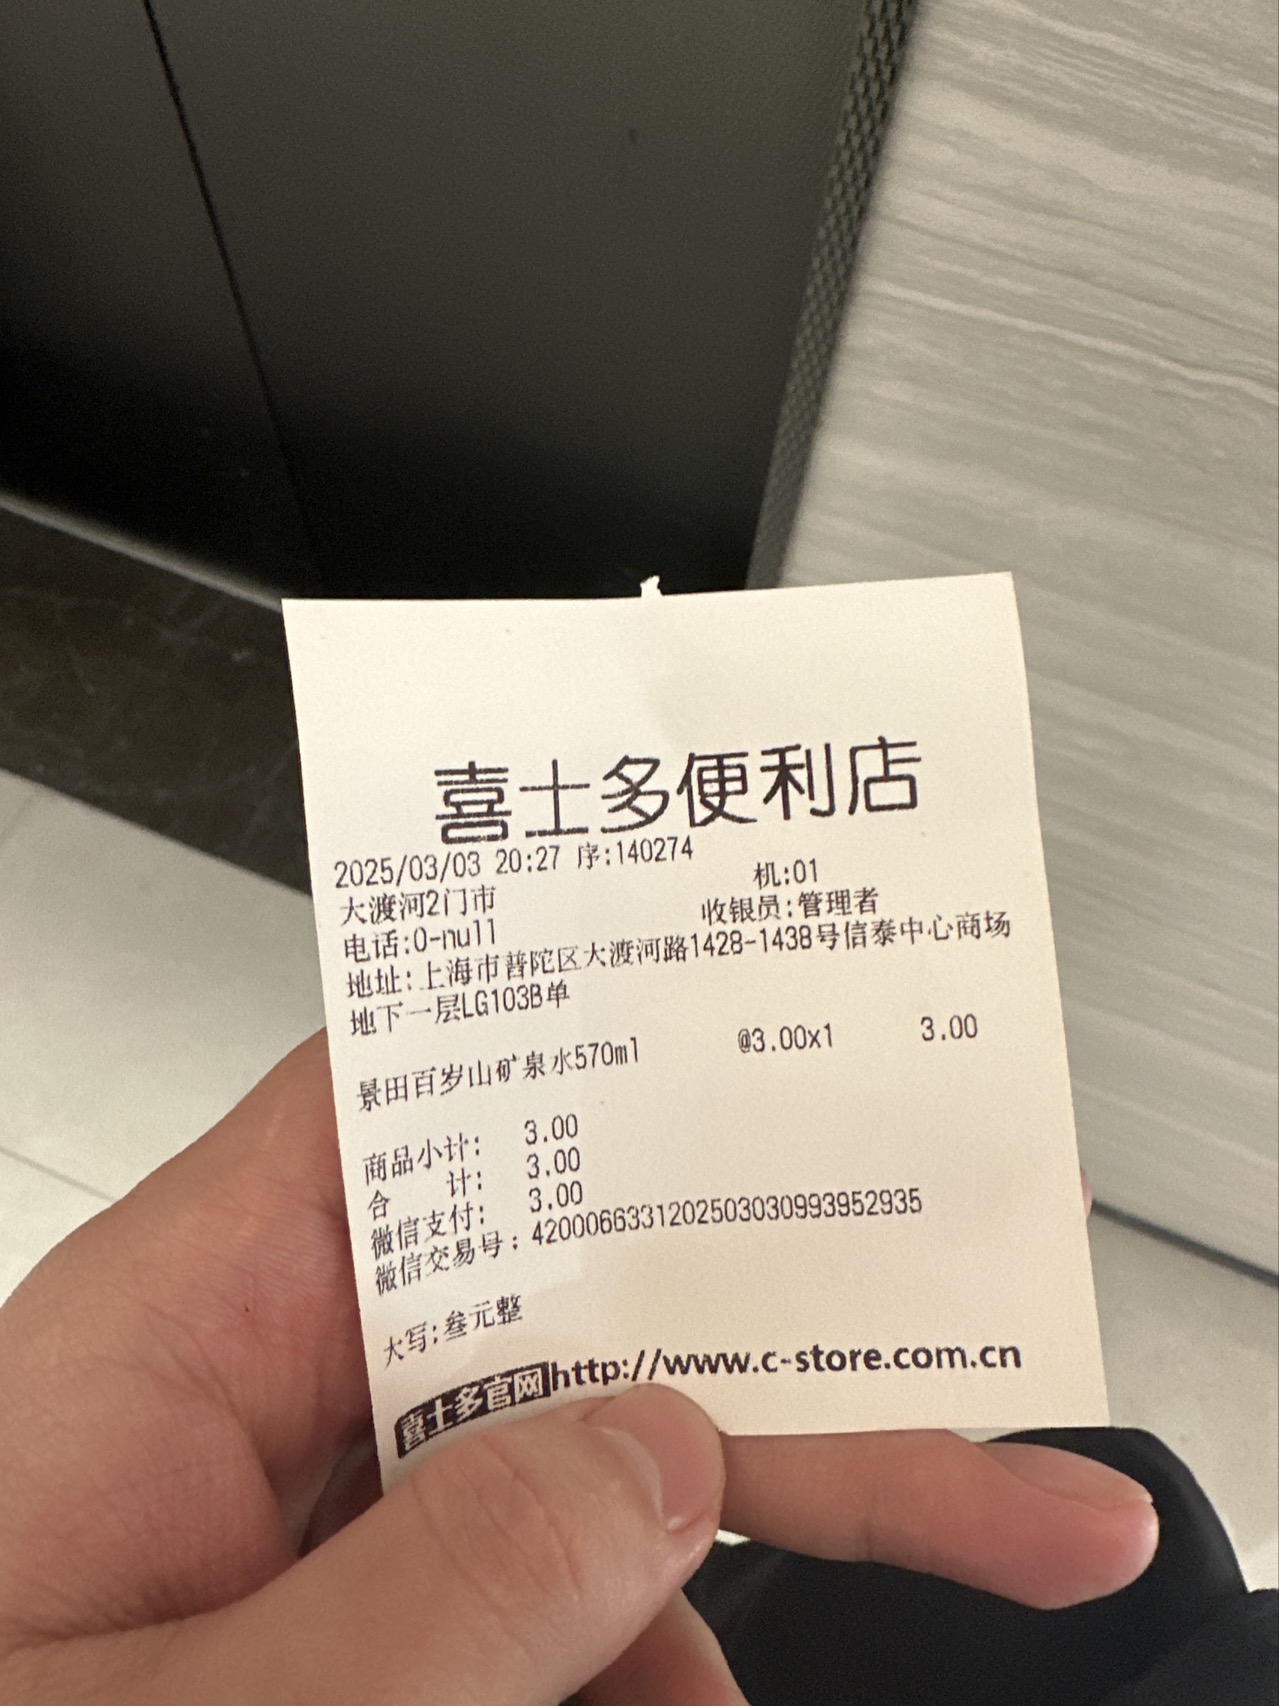 喜士多便利店
2025/03/03 20:27 序:140274
机:01
大渡河2门市
收银员:管理者
电话:0-null
地址:上海市普陀区大渡河路1428-1438号信泰中心商场
地下一层LG103B单
景田百岁山矿泉水570ml @3.00x1 3.00
商品小计: 3.00
合 计: 3.00
微信支付: 3.00
微信交易号: 4200066331202503030993952935
大写:叁元整
喜士多官网http://www.c-store.com.cn